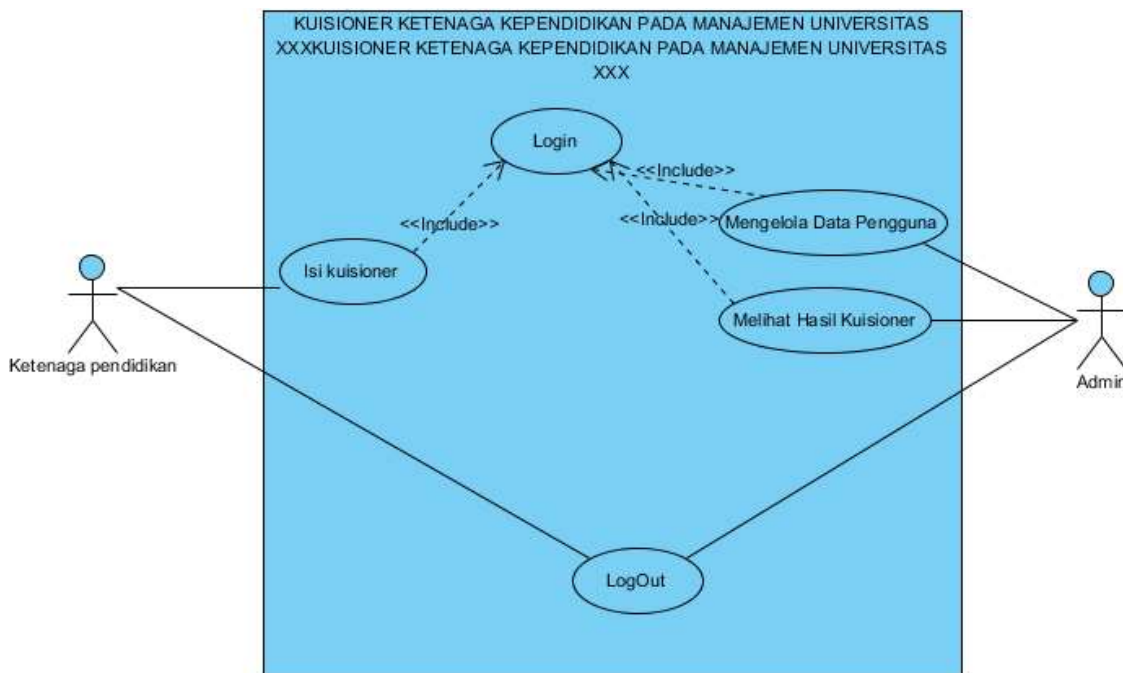 KUISIONER KETENAGA KEPENDIDIKAN PADA MANAJEMEN UNIVERSITAS
XXXKUISIONER KETENAGA KEPENDIDIKAN PADA MANAJEMEN UNIVERSITAS
XXX
Login
<<Include>>
<<Include>>
<<Include>>
Mengelola Data Pengguna
Isi kuisioner
Melihat Hasil Kuisioner
Ketenaga pendidikan
Admin
LogOut